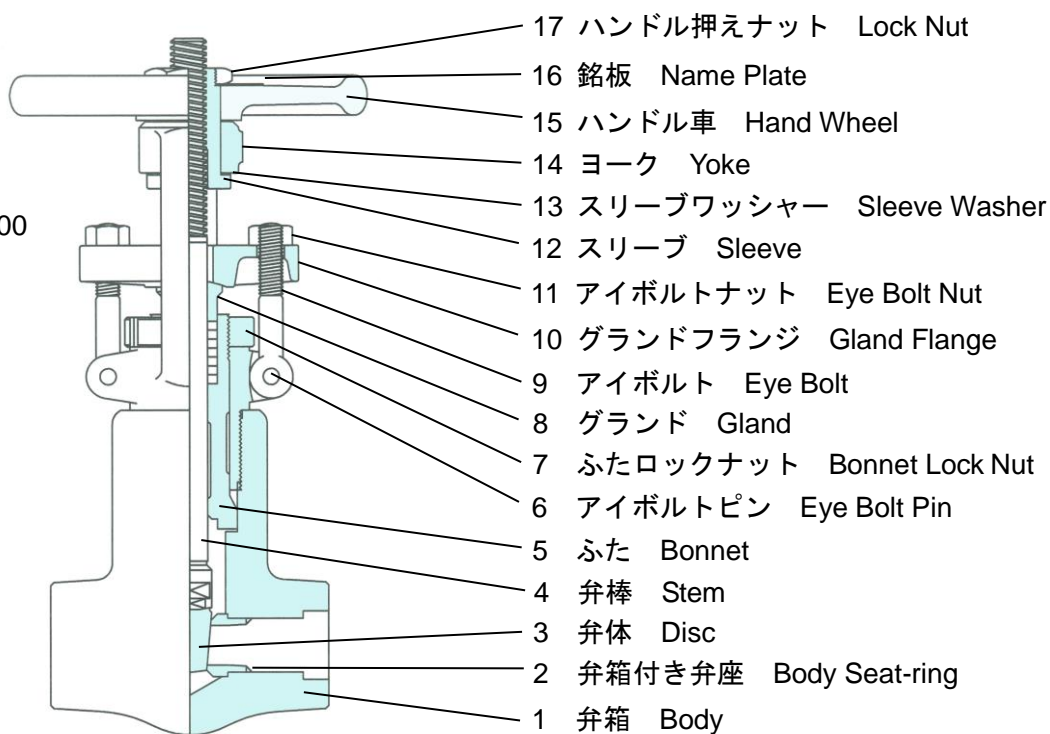 17 ハンドル押えナット Lock Nut
16 銘板 Name Plate
15 ハンドル車 Hand Wheel
14 ヨーク Yoke
13 スリーブワッシャー Sleeve Washer
00
12 スリーブ Sleeve
11 アイボルトナット Eye Bolt Nut
10 グランドフランジ Gland Flange
9 アイボルト Eye Bolt
8 グランド Gland
7 ふたロックナット Bonnet Lock Nut
6 アイボルトピン Eye Bolt Pin
5 ふた Bonnet
4 弁棒 Stem
3 弁体 Disc
2 弁箱付き弁座 Body Seat-ring
1 弁箱 Body